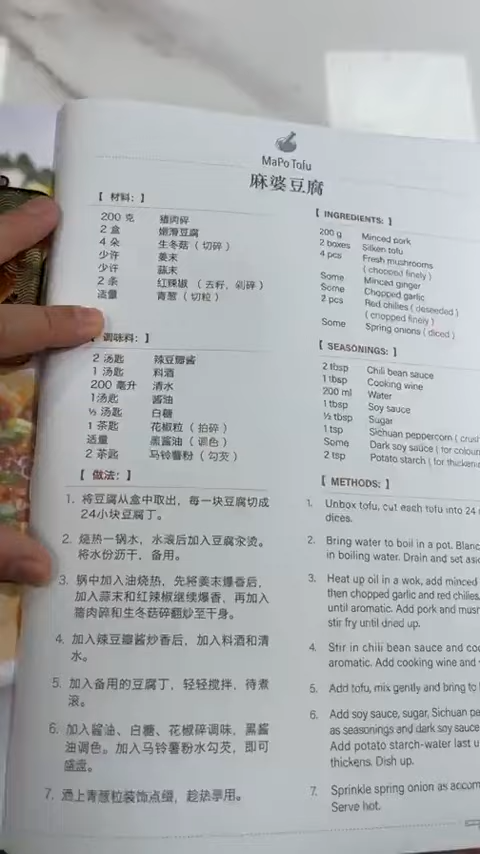 MaPo Tofu
麻婆豆腐
【 材料: 】
200 克 猪肉碎
2 盒 嫩滑豆腐
4 朵 生冬菇（切碎）
少许 姜末
少许 蒜末
2 条 红辣椒 （去籽，剁碎）
适量 青葱（切粒）
调味料: 】
2 汤匙 辣豆瓣酱
1 汤匙 料酒
200 毫升 清水
1汤匙 酱油
½ 汤匙 白糖
1 茶匙 花椒粒（拍碎）
适量 黑酱油（调色）
2 茶匙 马铃薯粉（勾芡）
【 做法: 】
1. 将豆腐从盒中取出，每一块豆腐切成
24小块豆腐丁。
2. 烧热一锅水，水滚后加入豆腐汆烫。
将水份沥干，备用。
3. 锅中加入油烧热，先将姜末爆香后，
加入蒜末和红辣椒继续爆香，再加入
猪肉碎和生冬菇碎翻炒至干身。
4. 加入辣豆瓣酱炒香后，加入料酒和清
水。
5. 加入备用的豆腐丁，轻轻搅拌，待煮
滚。
6. 加入酱油、白糖、花椒碎调味，黑酱
油调色。加入马铃薯粉水勾芡，即可
盛盘。
7. 洒上青葱粒装饰点缀，趁热享用。
【 INGREDIENTS: 】
200 g Minced pork
2 boxes Silken tofu
4 pcs Fresh mushrooms
( chopped finely )
Some Minced ginger
Some Chopped garlic
2 pcs Red chilies ( deseeded )
( chopped finely )
Some Spring onions ( diced )
[ SEASONINGS: ]
2 tbsp Chili bean sauce
1 tbsp Cooking wine
200 ml Water
1 tbsp Soy sauce
½ tbsp Sugar
1 tsp Sichuan peppercorn ( crush
Some Dark soy sauce ( for colour
2 tsp Potato starch ( for thickenin
【 METHODS: 】
1. Unbox tofu, cut each tofu into 24
dices.
2. Bring water to boil in a pot. Blanc
in boiling water. Drain and set asid
3. Heat up oil in a wok, add minced
then chopped garlic and red chilies,
until aromatic. Add pork and mush
stir fry until dried up.
4. Stir in chili bean sauce and coo
aromatic. Add cooking wine and
5. Add tofu, mix gently and bring to
6. Add soy sauce, sugar, Sichuan pe
as seasonings and dark soy sauce
Add potato starch-water last u
thickens. Dish up.
7. Sprinkle spring onion as accom
Serve hot.